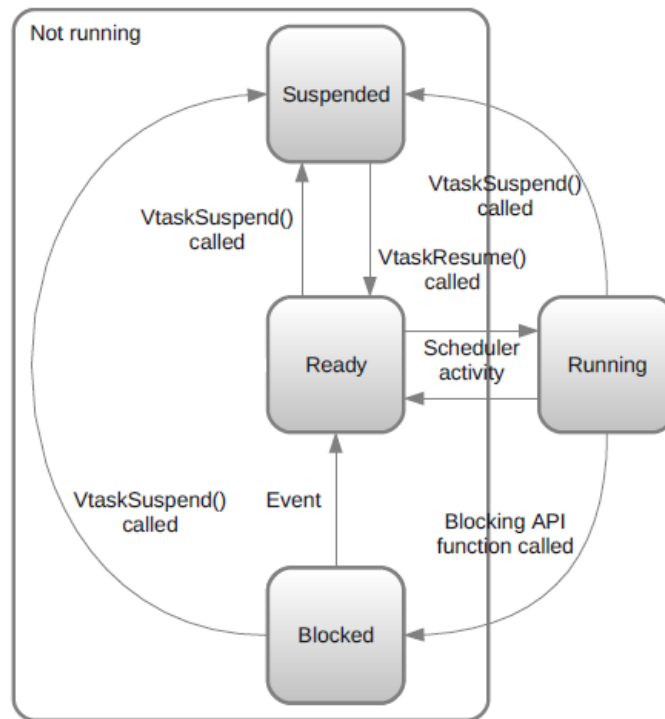 Not running
Suspended
VtaskSuspend()
called
VtaskSuspend()
called
VtaskResume()
called
Ready
Scheduler
activity
Running
VtaskSuspend()
called
Event
Blocking API
function called
Blocked